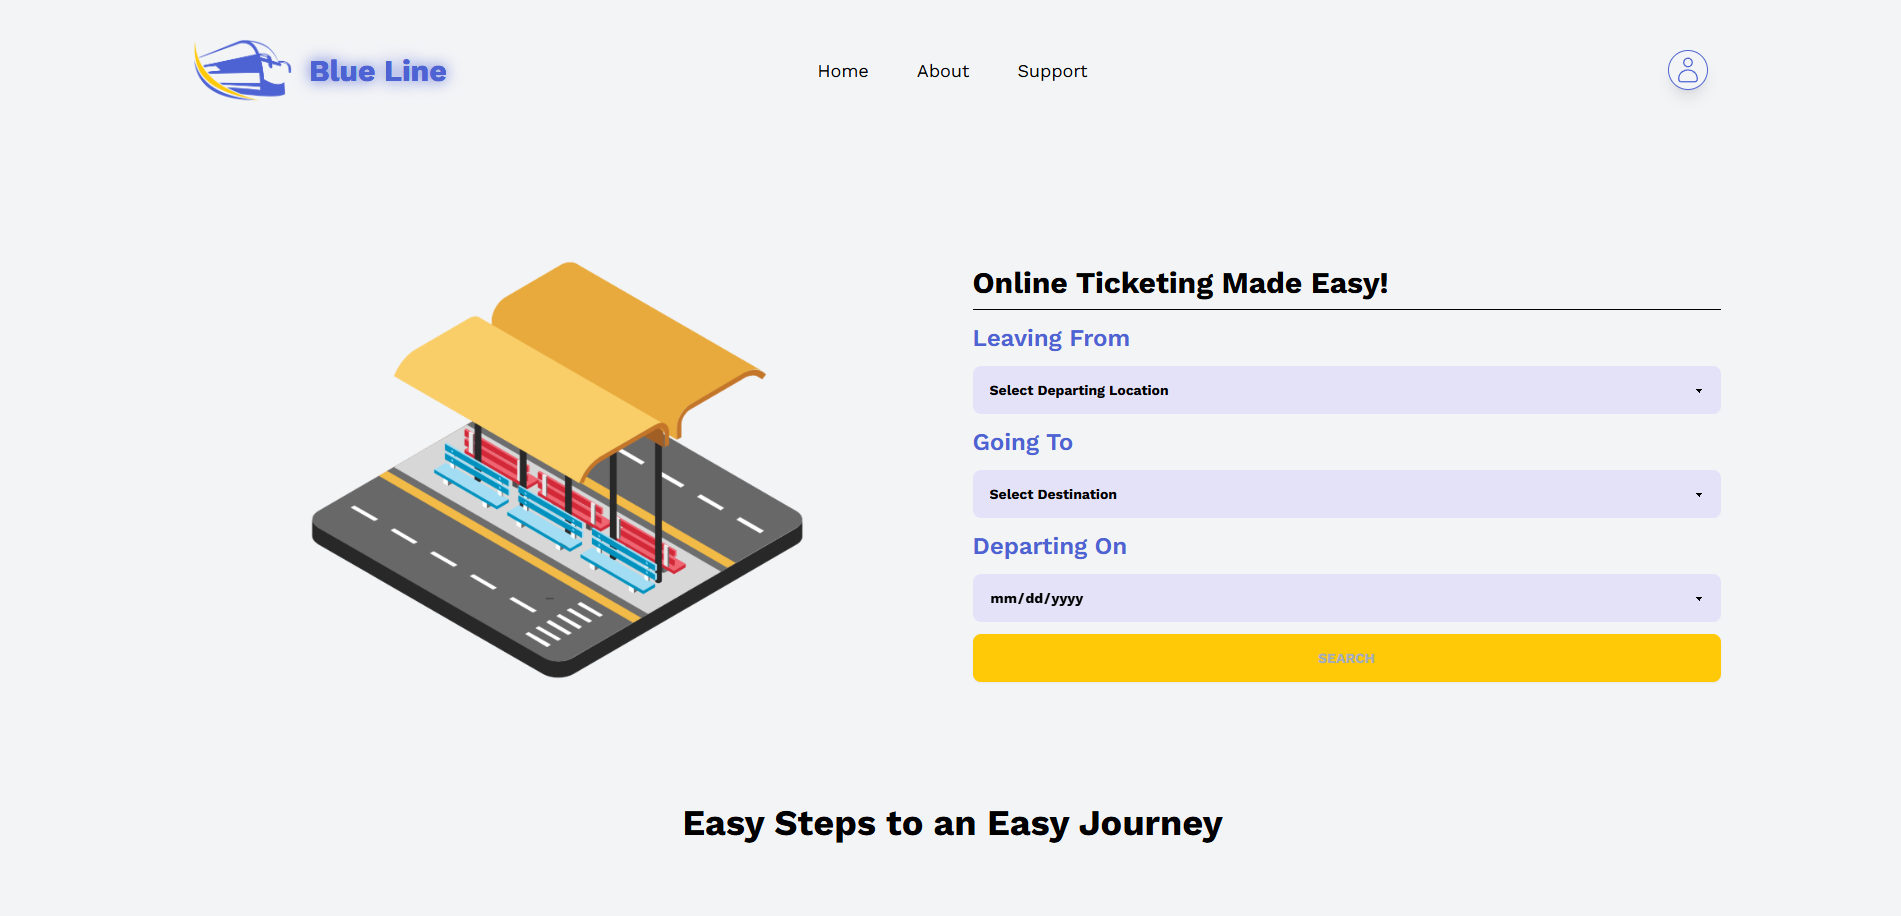 Blue Line
Home
About
Support
Online Ticketing Made Easy!
Leaving From
Select Departing Location
Going To
Select Destination
Departing On
mm/dd/yyyy
SEARCH
Easy Steps to an Easy Journey